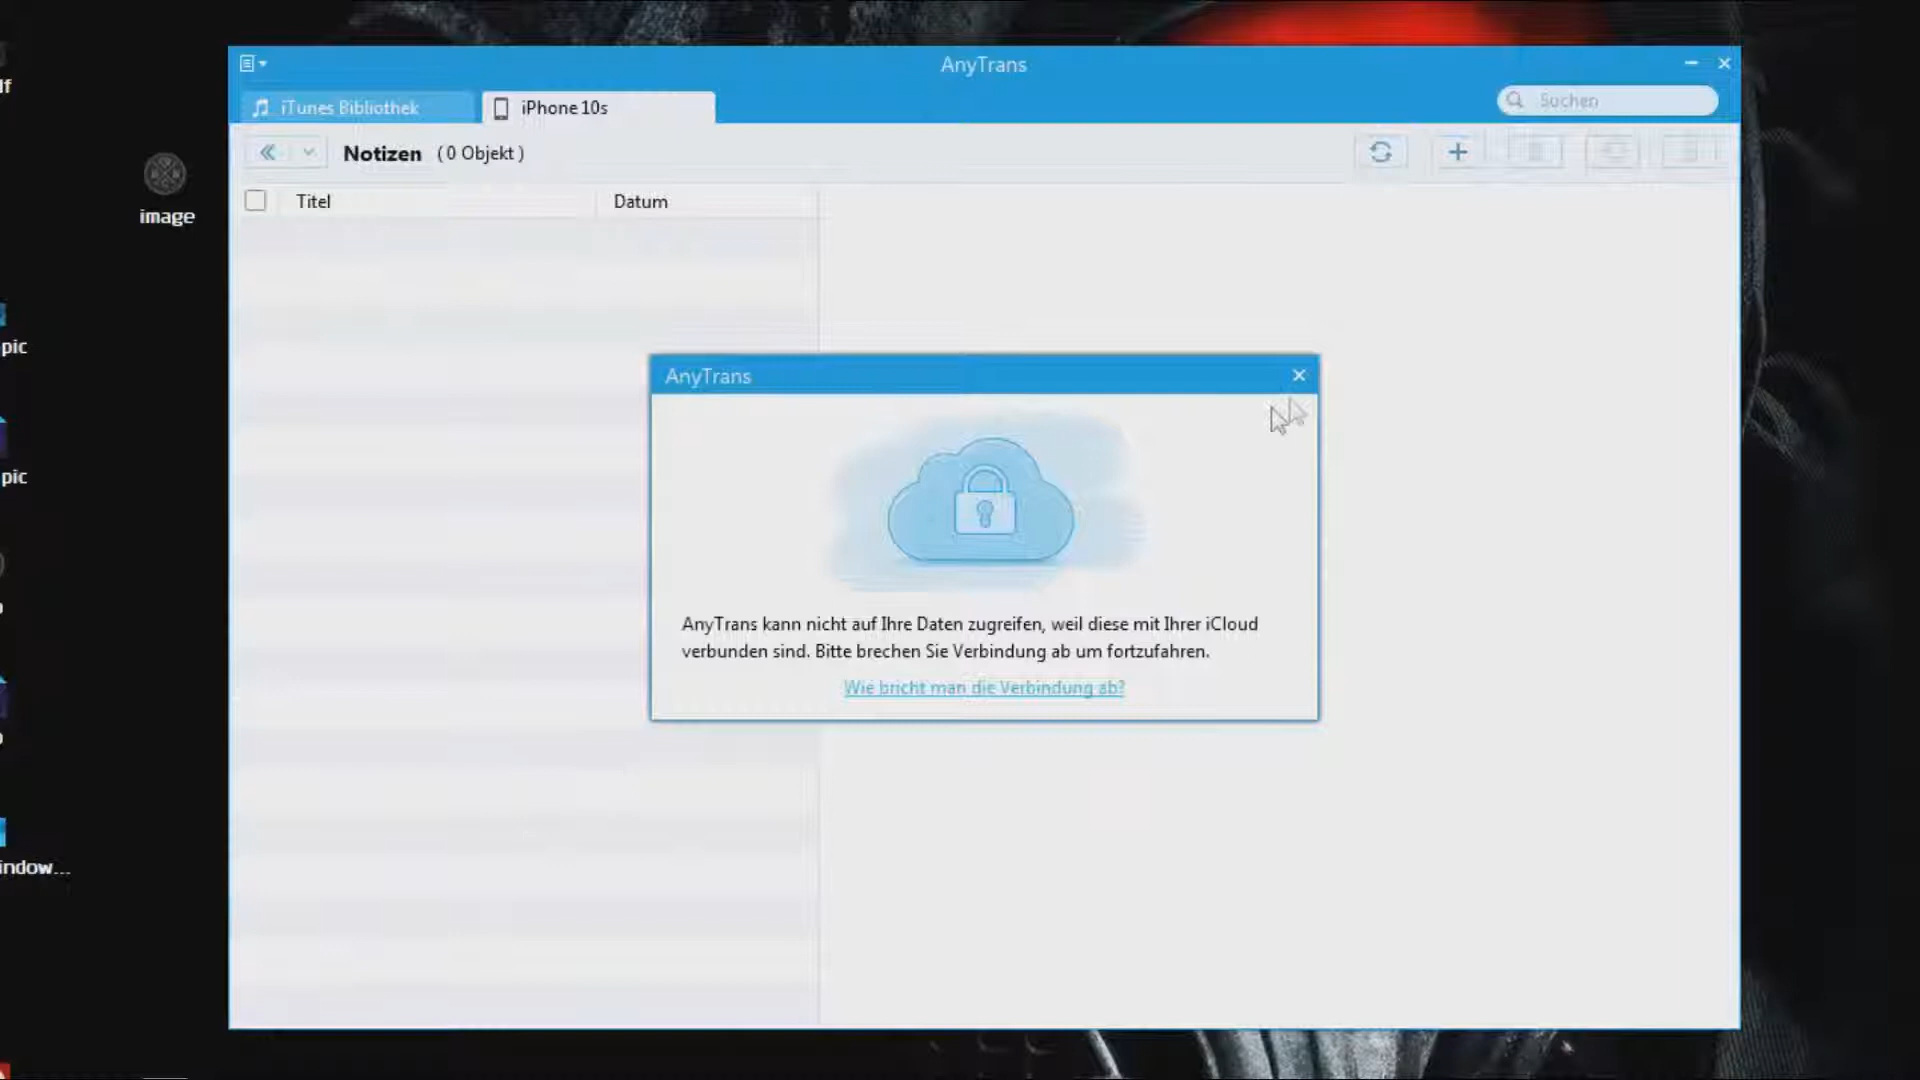 AnyTrans
iTunes Bibliothek
iPhone 10s
Suchen
Notizen ( 0 Objekt )
Titel
Datum
image
pic
pic
AnyTrans
AnyTrans kann nicht auf Ihre Daten zugreifen, weil diese mit Ihrer iCloud
verbunden sind. Bitte brechen Sie Verbindung ab um fortzufahren.
Wie bricht man die Verbindung ab?
indow...